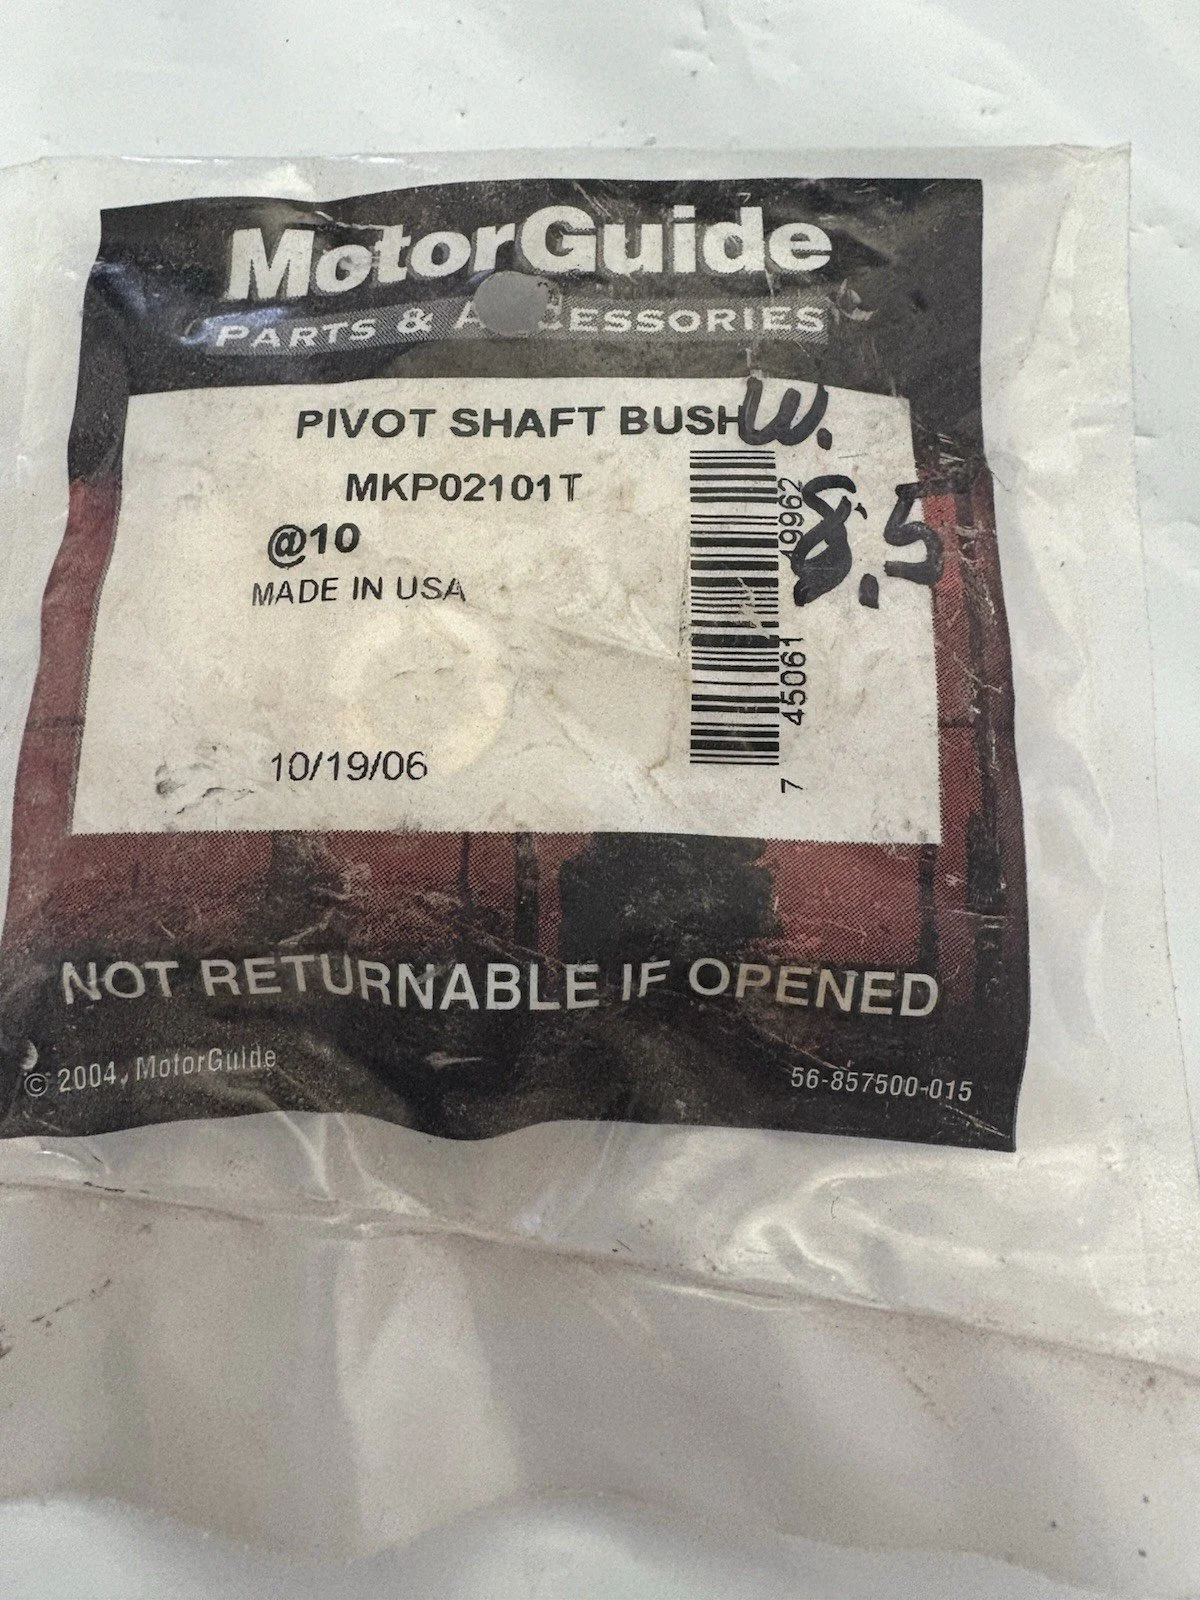 MotorGuide
PARTS & ACCESSORIES
PIVOT SHAFT BUSH
W.
MKP02101T
8.5
@10
MADE IN USA
10/19/06
7 45061 19962
NOT RETURNABLE IF OPENED
© 2004, MotorGuide
56-857500-015